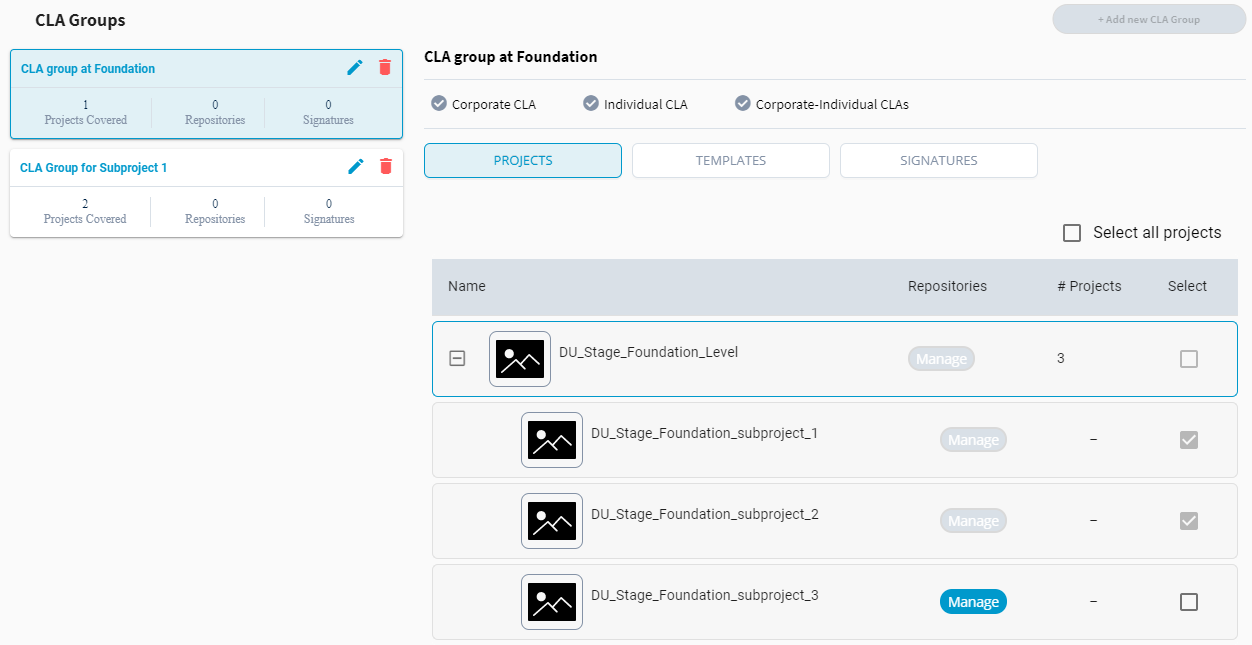 CLA Groups
+ Add new CLA Group
CLA group at Foundation
1 0 0
Projects Covered Repositories Signatures
CLA Group for Subproject 1
2 0 0
Projects Covered Repositories Signatures
CLA group at Foundation
Corporate CLA Individual CLA Corporate-Individual CLAs
PROJECTS TEMPLATES SIGNATURES
Select all projects
Name Repositories # Projects Select
DU_Stage_Foundation_Level Manage 3
DU_Stage_Foundation_subproject_1 Manage –
DU_Stage_Foundation_subproject_2 Manage –
DU_Stage_Foundation_subproject_3 Manage –